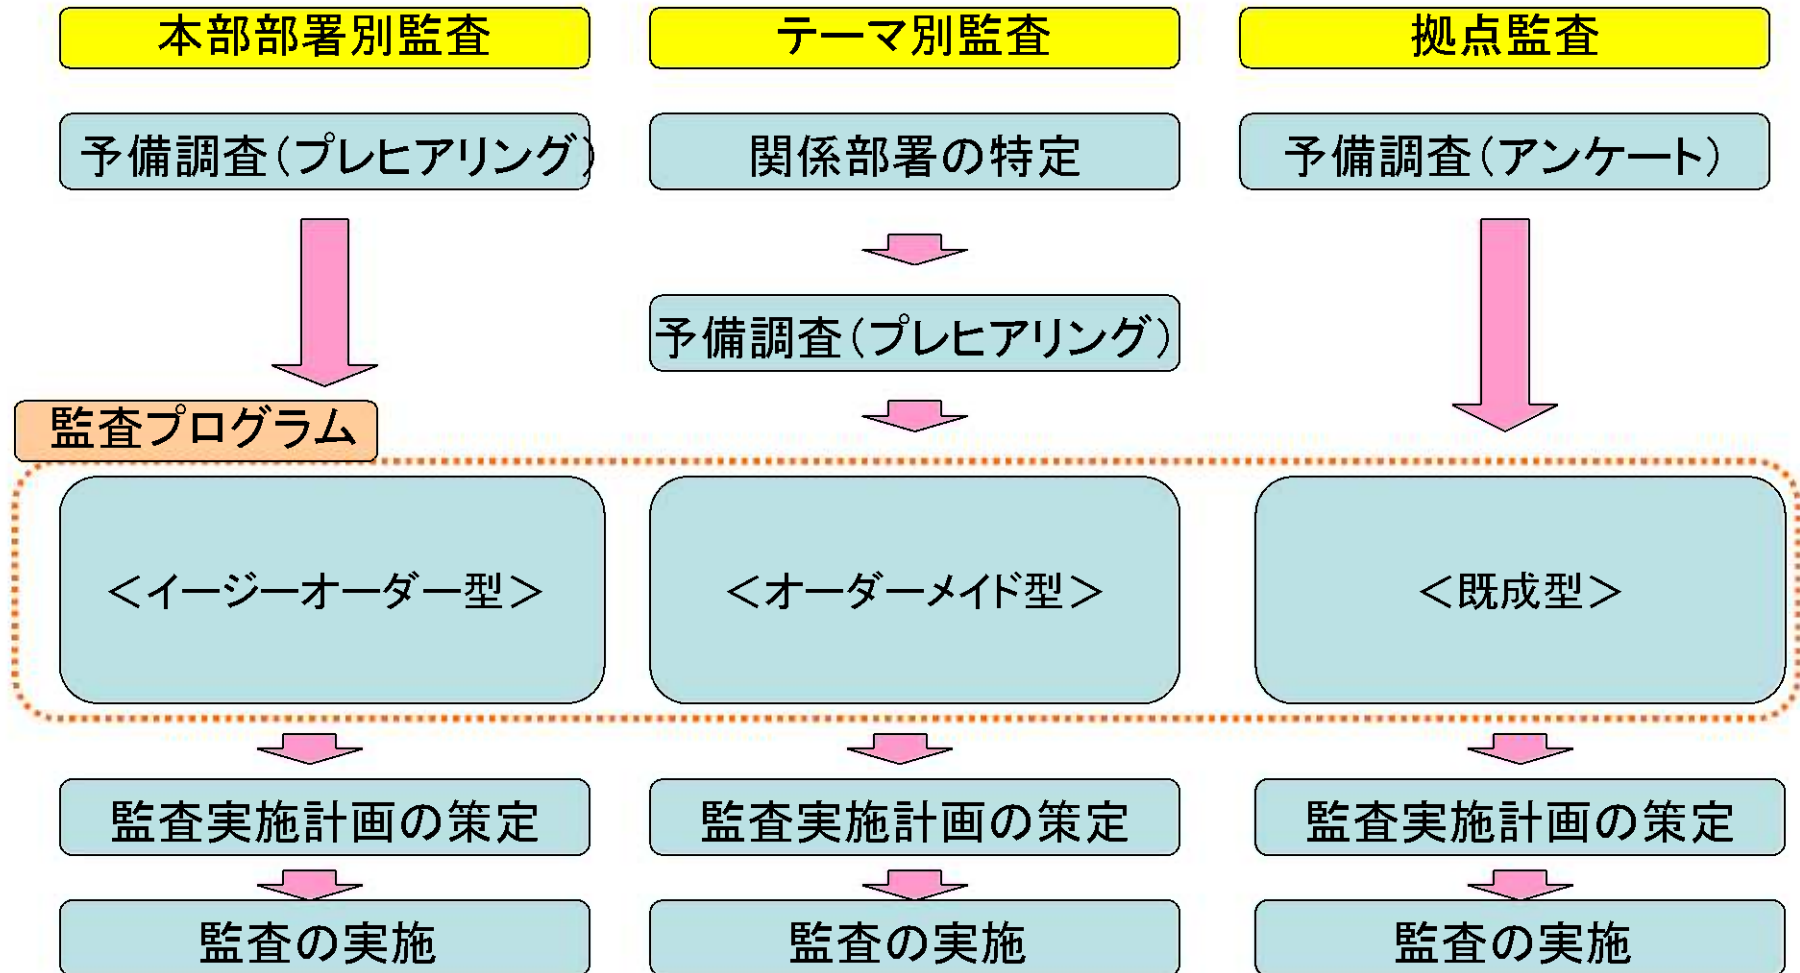 本部部署別監査
テーマ別監査
拠点監査
予備調査(プレヒアリング)
関係部署の特定
予備調査(アンケート)
予備調査(プレヒアリング)
監査プログラム
＜イージーオーダー型＞
＜オーダーメイド型＞
＜既成型＞
監査実施計画の策定
監査実施計画の策定
監査実施計画の策定
監査の実施
監査の実施
監査の実施